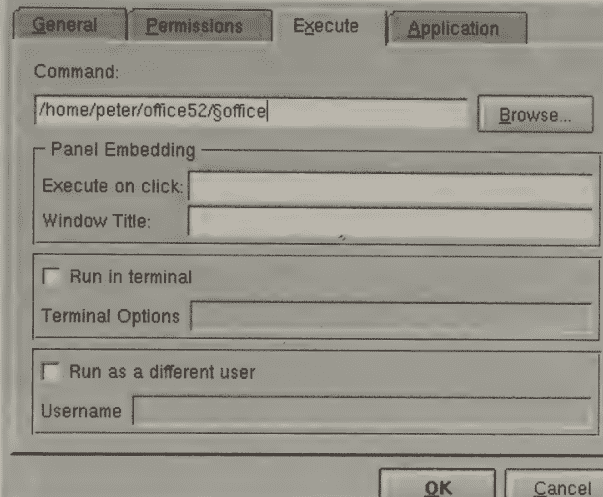 General Permissions Execute Application
Command:
/home/peter/office52/§office
Browse...
Panel Embedding
Execute on click:
Window Title:
Run in terminal
Terminal Options
Run as a different user
Username
OK Cancel